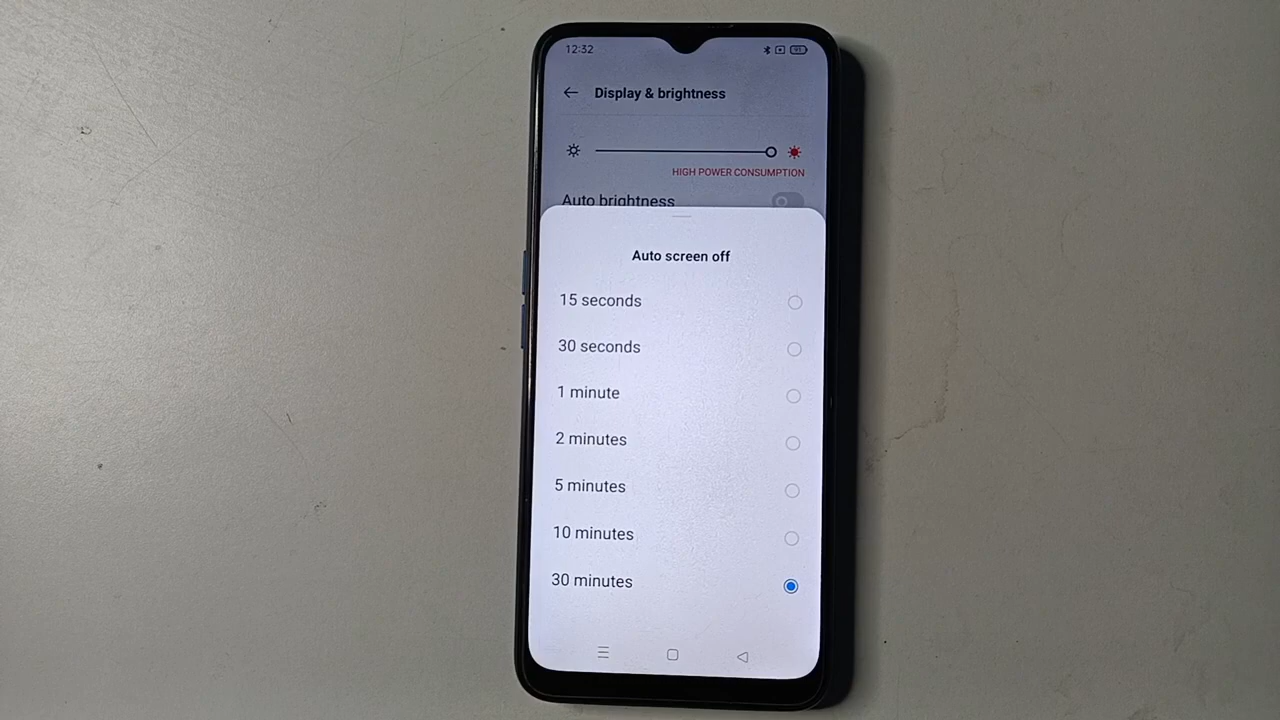 12:32
Display & brightness
HIGH POWER CONSUMPTION
Auto brightness
Auto screen off
15 seconds
30 seconds
1 minute
2 minutes
5 minutes
10 minutes
30 minutes